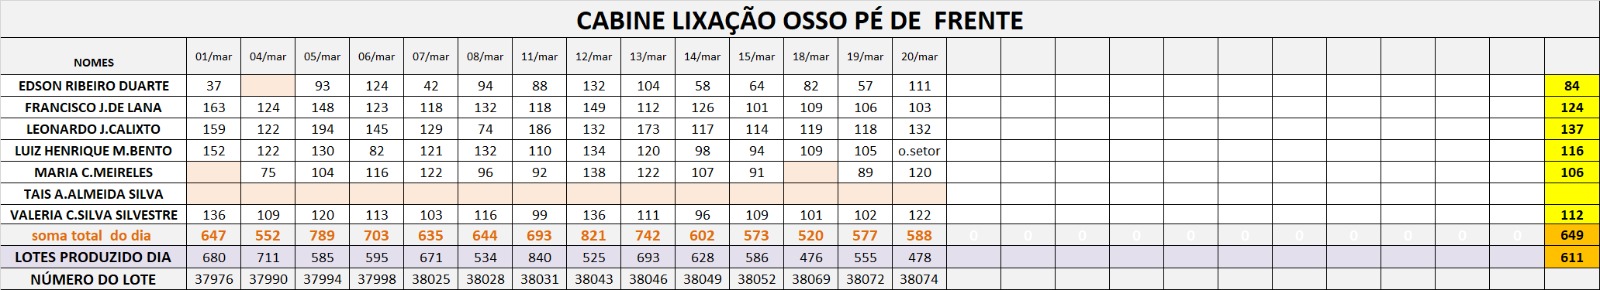 CABINE LIXAÇÃO OSSO PÉ DE FRENTE
NOMES 01/mar 04/mar 05/mar 06/mar 07/mar 08/mar 11/mar 12/mar 13/mar 14/mar 15/mar 18/mar 19/mar 20/mar
EDSON RIBEIRO DUARTE 37 93 124 42 94 88 132 104 58 64 82 57 111 84
FRANCISCO J.DE LANA 163 124 148 123 118 132 118 149 112 126 101 109 106 103 124
LEONARDO J.CALIXTO 159 122 194 145 129 74 186 132 173 117 114 119 118 132 137
LUIZ HENRIQUE M.BENTO 152 122 130 82 121 132 110 134 120 98 94 109 105 o.setor 116
MARIA C.MEIRELES 75 104 116 122 96 92 138 122 107 91 89 120 106
TAIS A.ALMEIDA SILVA
VALERIA C.SILVA SILVESTRE 136 109 120 113 103 116 99 136 111 96 109 101 102 122 112
soma total do dia 647 552 789 703 635 644 693 821 742 602 573 520 577 588 0 0 0 0 0 0 0 0 0 0 0 649
LOTES PRODUZIDO DIA 680 711 585 595 671 534 840 525 693 628 586 476 555 478 611
NÚMERO DO LOTE 37976 37990 37994 37998 38025 38028 38031 38043 38046 38049 38052 38069 38072 38074